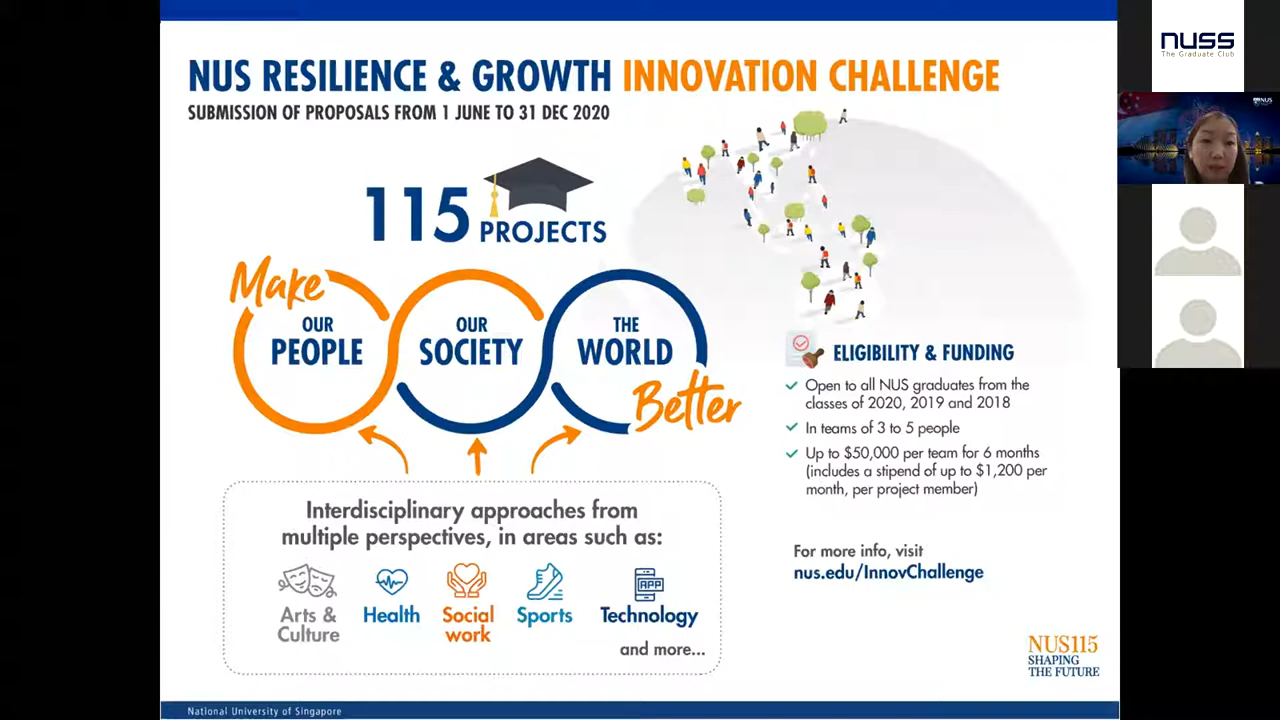 NUS RESILIENCE & GROWTH INNOVATION CHALLENGE
SUBMISSION OF PROPOSALS FROM 1 JUNE TO 31 DEC 2020
115 PROJECTS
Make
OUR
PEOPLE
OUR
SOCIETY
THE
WORLD
Better
Interdisciplinary approaches from
multiple perspectives, in areas such as:
Arts &
Culture
Health
Social
work
Sports
APP
Technology
and more...
ELIGIBILITY & FUNDING
Open to all NUS graduates from the
classes of 2020, 2019 and 2018
In teams of 3 to 5 people
Up to $50,000 per team for 6 months
(includes a stipend of up to $1,200 per
month, per project member)
For more info, visit
nus.edu/InnovChallenge
NUS115
SHAPING
THE FUTURE
National University of Singapore
NUSS
The Graduate Club
NUS